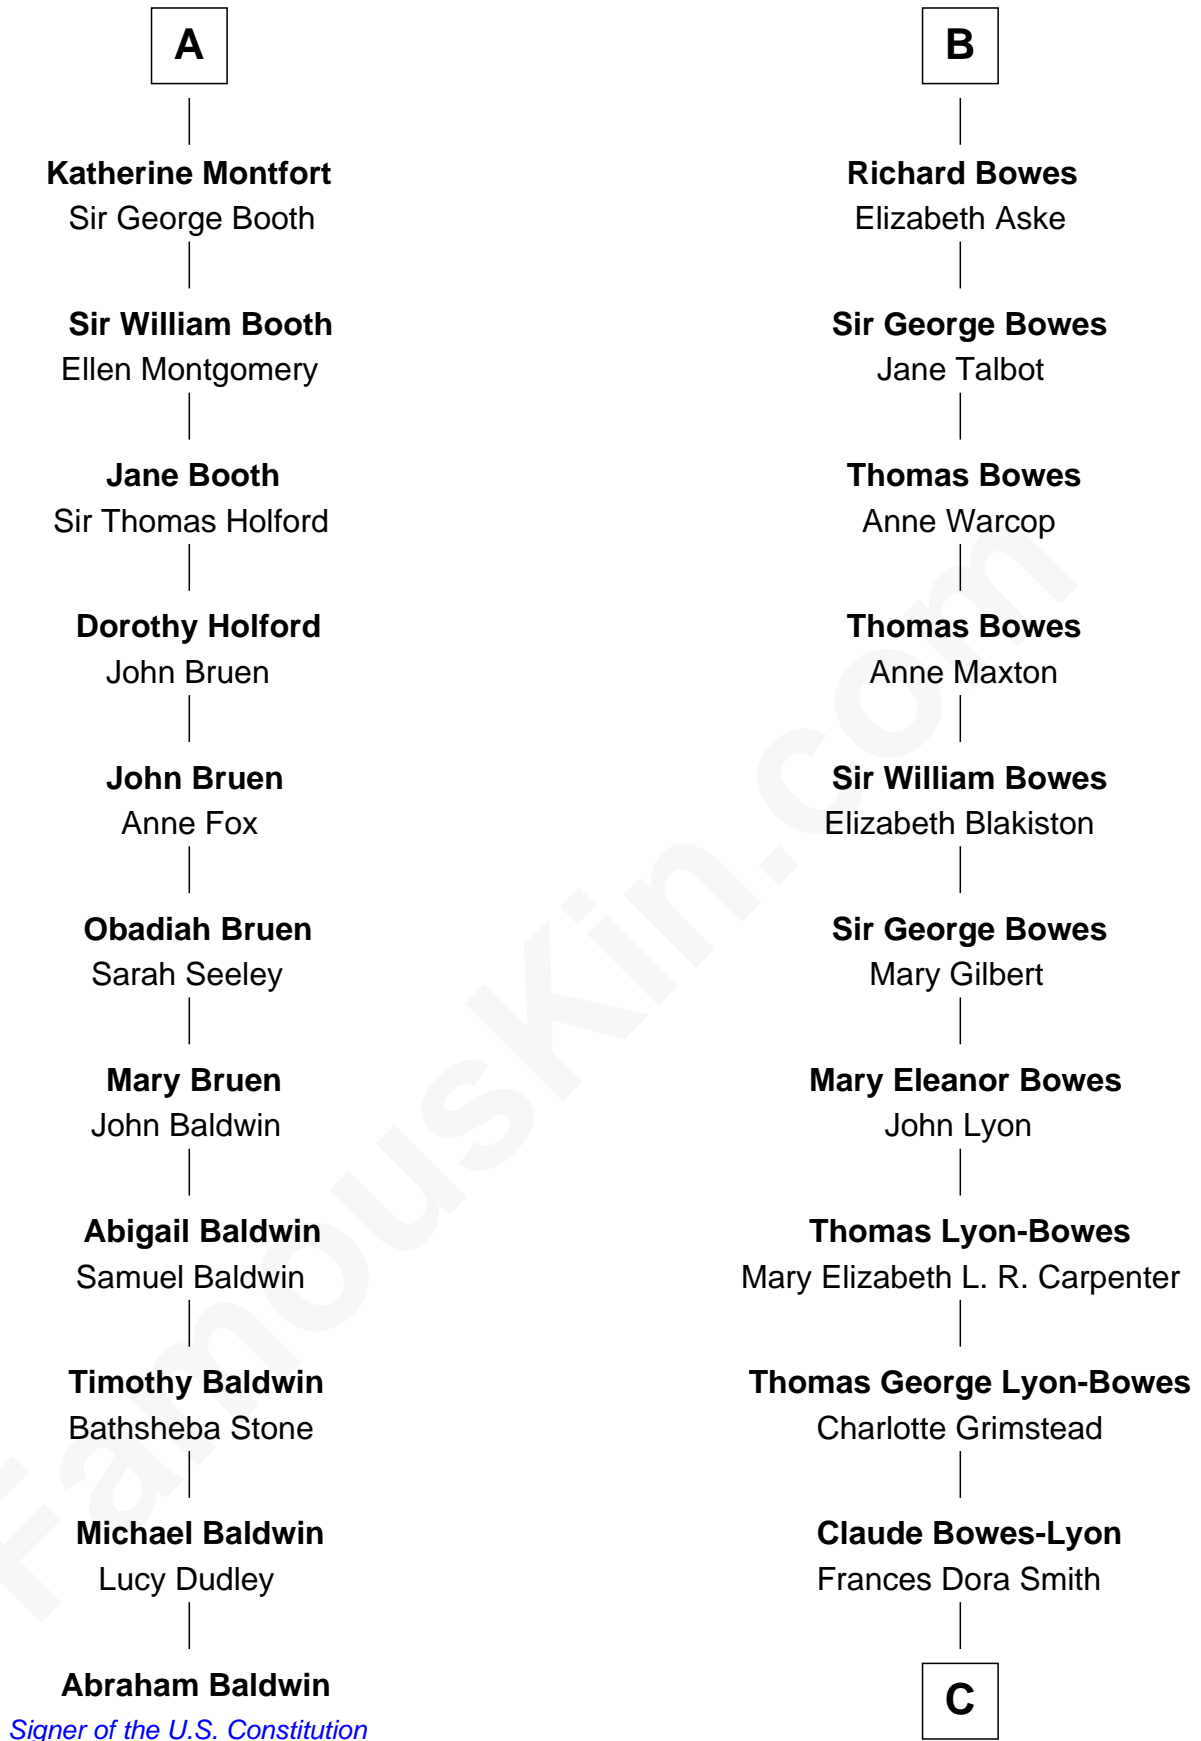 A
Katherine Montfort
Sir George Booth
Sir William Booth
Ellen Montgomery
Jane Booth
Sir Thomas Holford
Dorothy Holford
John Bruen
John Bruen
Anne Fox
Obadiah Bruen
Sarah Seeley
Mary Bruen
John Baldwin
Abigail Baldwin
Samuel Baldwin
Timothy Baldwin
Bathsheba Stone
Michael Baldwin
Lucy Dudley
Abraham Baldwin
Signer of the U.S. Constitution
B
Richard Bowes
Elizabeth Aske
Sir George Bowes
Jane Talbot
Thomas Bowes
Anne Warcop
Thomas Bowes
Anne Maxton
Sir William Bowes
Elizabeth Blakiston
Sir George Bowes
Mary Gilbert
Mary Eleanor Bowes
John Lyon
Thomas Lyon-Bowes
Mary Elizabeth L. R. Carpenter
Thomas George Lyon-Bowes
Charlotte Grimstead
Claude Bowes-Lyon
Frances Dora Smith
C
FamousKin.com